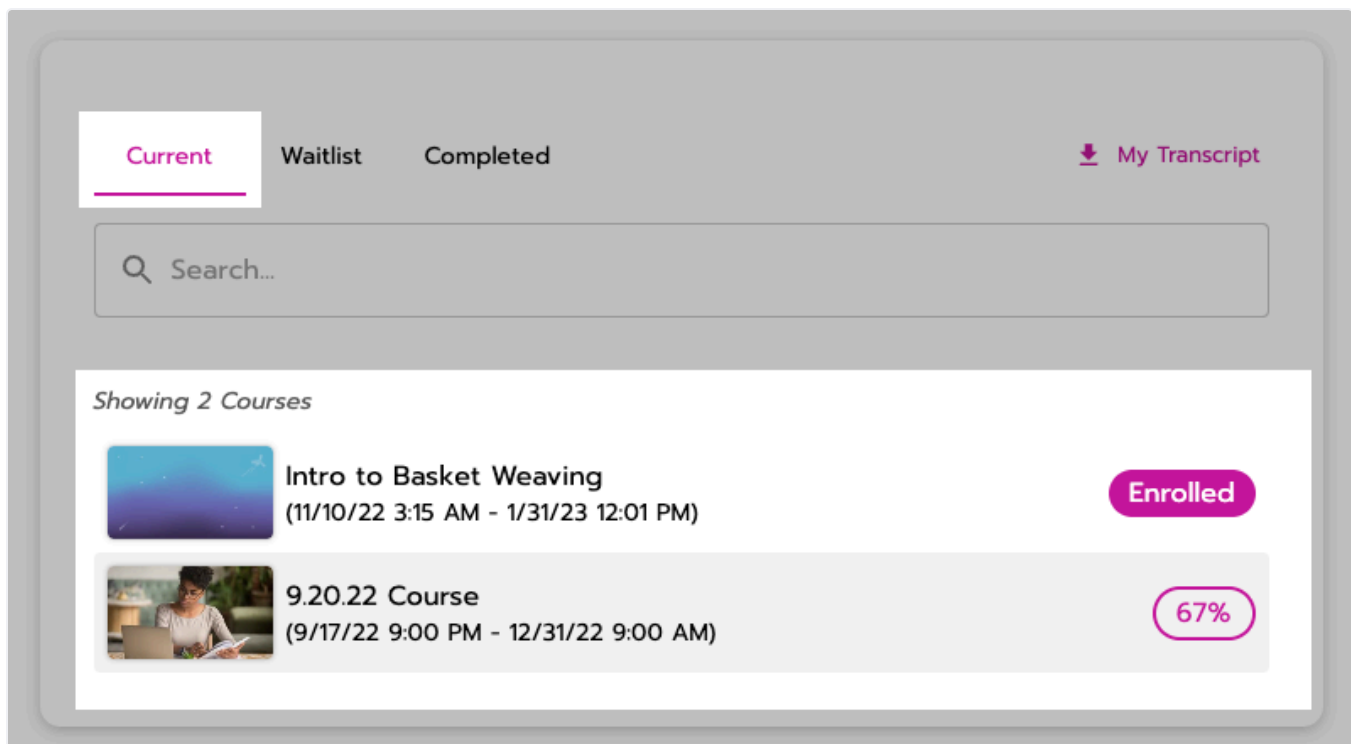 Current Waitlist Completed My Transcript
Search...
Showing 2 Courses
Intro to Basket Weaving
(11/10/22 3:15 AM - 1/31/23 12:01 PM)
Enrolled
9.20.22 Course
(9/17/22 9:00 PM - 12/31/22 9:00 AM)
67%